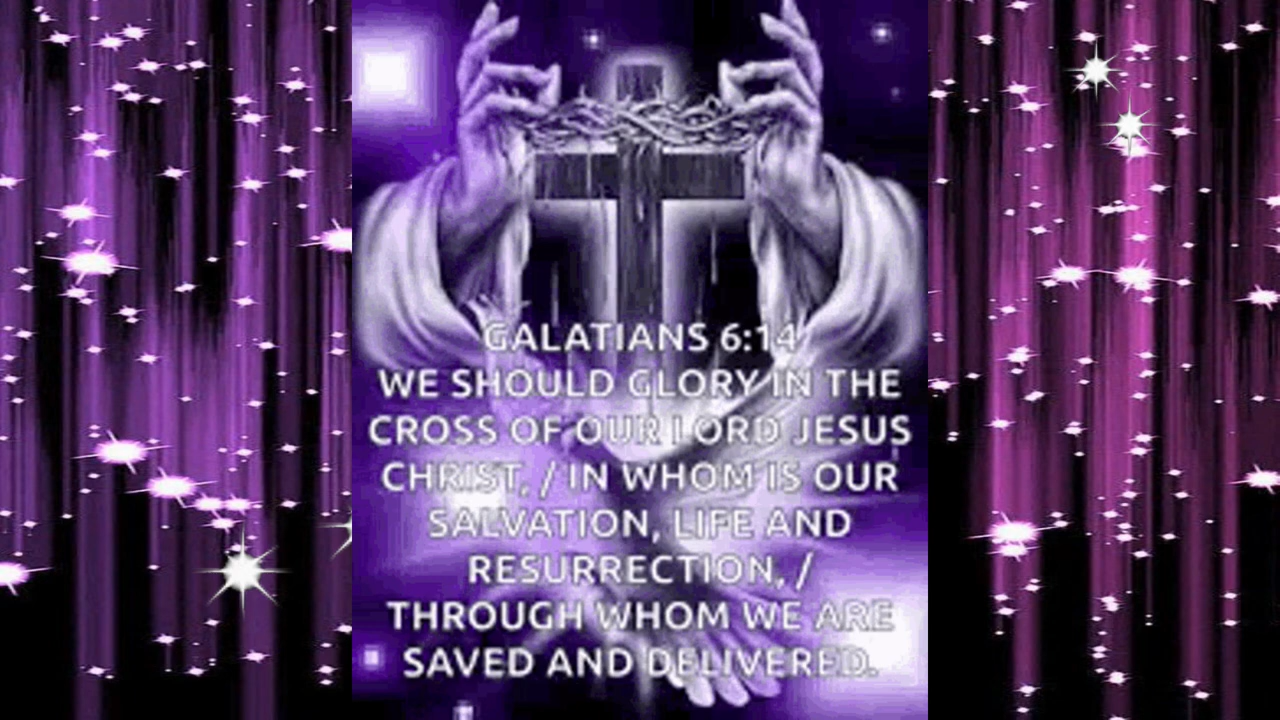 GALATIANS 6:14
WE SHOULD GLORY IN THE
CROSS OF OUR LORD JESUS
CHRIST, / IN WHOM IS OUR
SALVATION, LIFE AND
RESURRECTION, /
THROUGH WHOM WE ARE
SAVED AND DELIVERED.